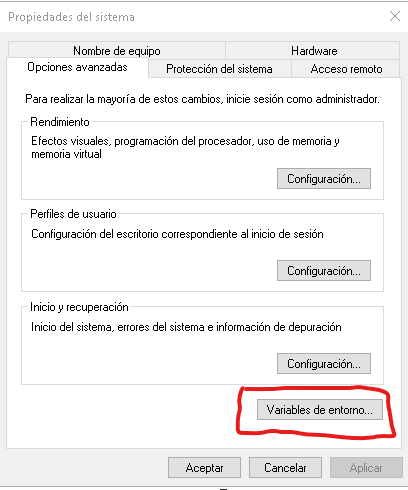 Propiedades del sistema
Nombre de equipo
Hardware
Opciones avanzadas
Protección del sistema
Acceso remoto
Para realizar la mayoría de estos cambios, inicie sesión como administrador.
Rendimiento
Efectos visuales, programación del procesador, uso de memoria y
memoria virtual
Configuración...
Perfiles de usuario
Configuración del escritorio correspondiente al inicio de sesión
Configuración...
Inicio y recuperación
Inicio del sistema, errores del sistema e información de depuración
Configuración...
Variables de entorno...
Aceptar
Cancelar
Aplicar